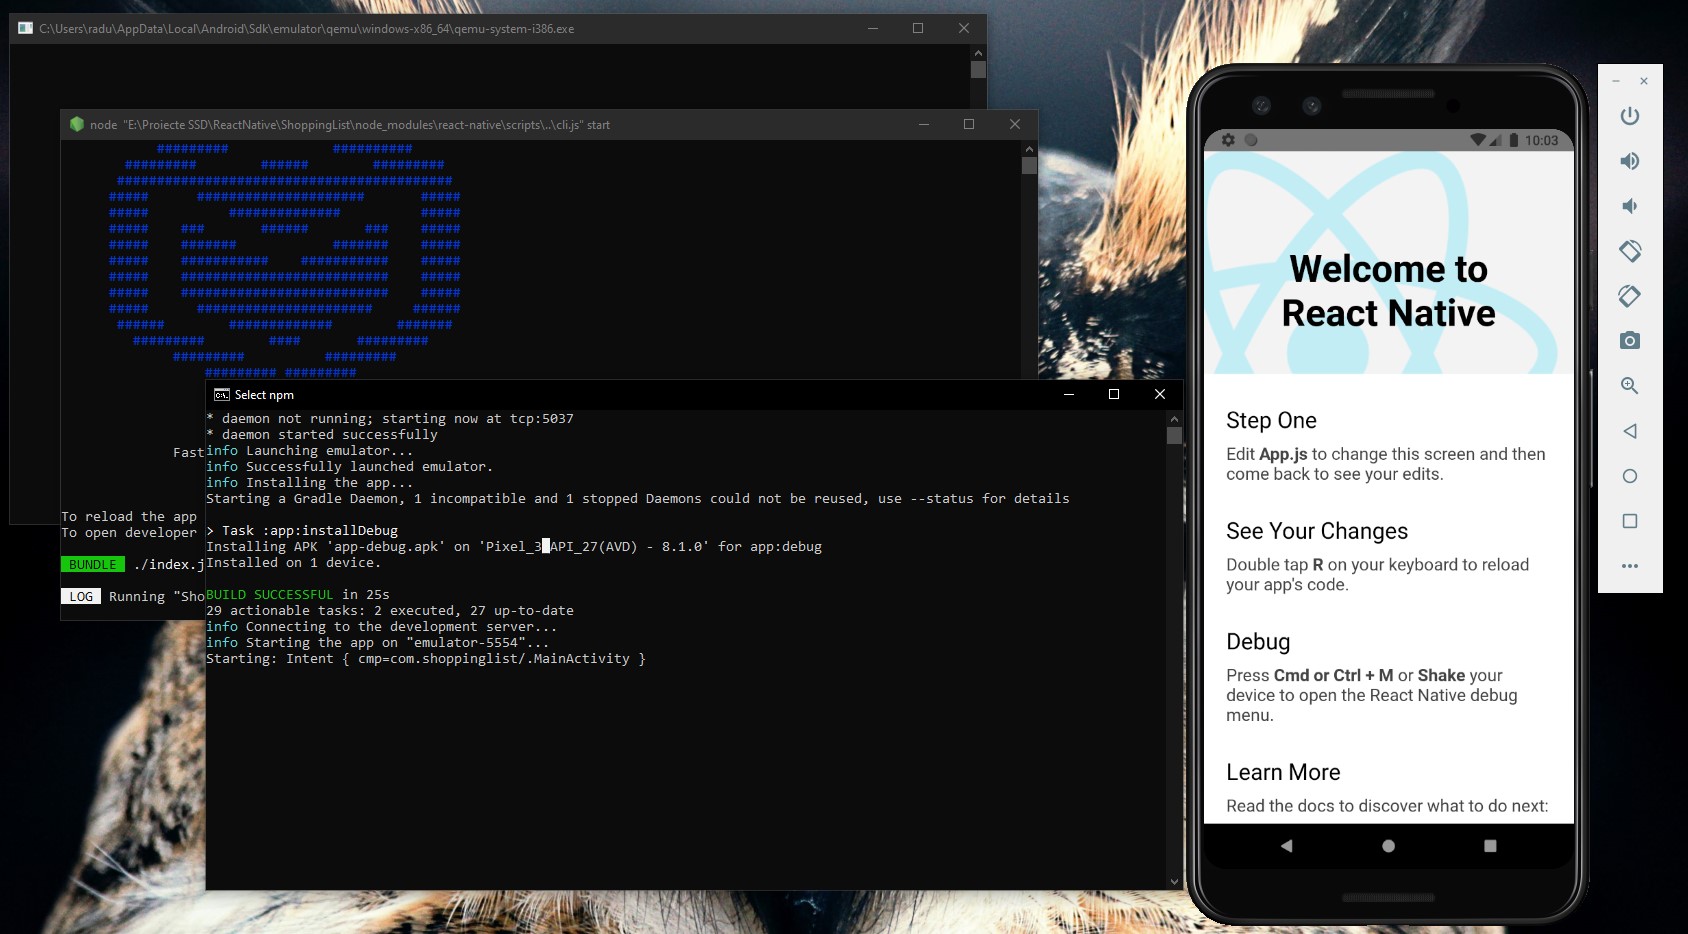 C:\Users\radu\AppData\Local\Android\Sdk\emulator\qemu\windows-x86_64\qemu-system-i386.exe
node "E:\Proiecte SSD\ReactNative\ShoppingList\node_modules\react-native\scripts\..\cli.js" start
######### ##########
######### ###### #########
##########################################
##### ##################### #####
##### ############## #####
##### ### ###### ### #####
##### ####### ####### #####
##### ########### ########### #####
##### ########################## #####
##### ########################## #####
##### ###################### ######
###### ############# #######
######### #### #########
######### #########
######### #########
Fast
To reload the app
To open developer
BUNDLE ./index.j
LOG Running "Sho
Select npm
* daemon not running; starting now at tcp:5037
* daemon started successfully
info Launching emulator...
info Successfully launched emulator.
info Installing the app...
Starting a Gradle Daemon, 1 incompatible and 1 stopped Daemons could not be reused, use --status for details
> Task :app:installDebug
Installing APK 'app-debug.apk' on 'Pixel_3 API_27(AVD) - 8.1.0' for app:debug
Installed on 1 device.
BUILD SUCCESSFUL in 25s
29 actionable tasks: 2 executed, 27 up-to-date
info Connecting to the development server...
info Starting the app on "emulator-5554"...
Starting: Intent { cmp=com.shoppinglist/.MainActivity }
10:03
Welcome to
React Native
Step One
Edit App.js to change this screen and then
come back to see your edits.
See Your Changes
Double tap R on your keyboard to reload
your app's code.
Debug
Press Cmd or Ctrl + M or Shake your
device to open the React Native debug
menu.
Learn More
Read the docs to discover what to do next: